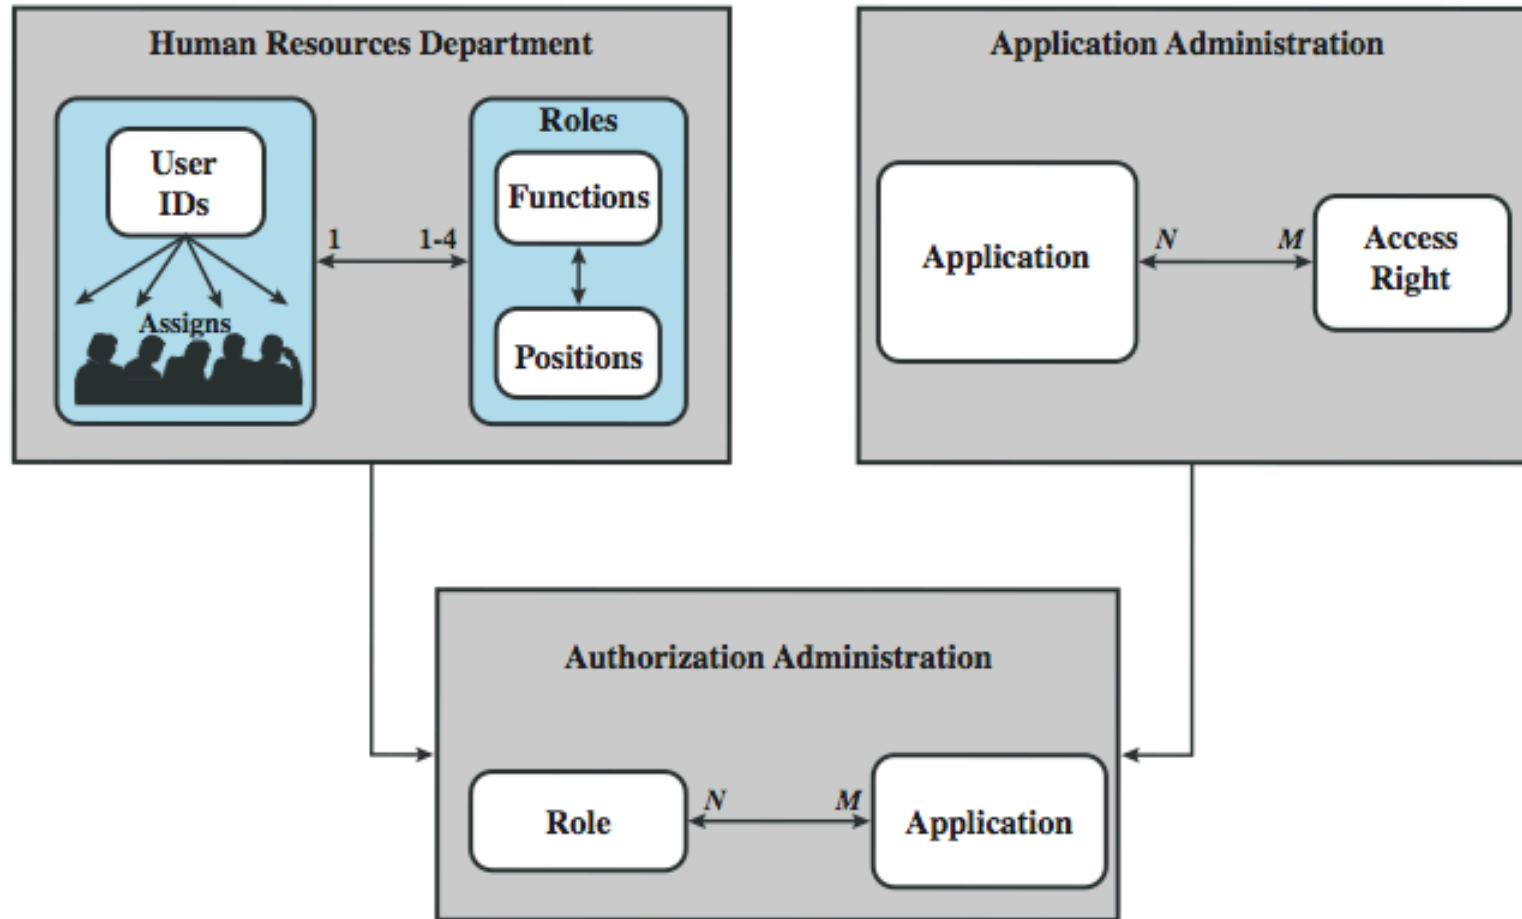 Human Resources Department
User
IDs
Assigns
1
1-4
Roles
Functions
Positions
Application Administration
Application
N
M
Access
Right
Authorization Administration
Role
N
M
Application